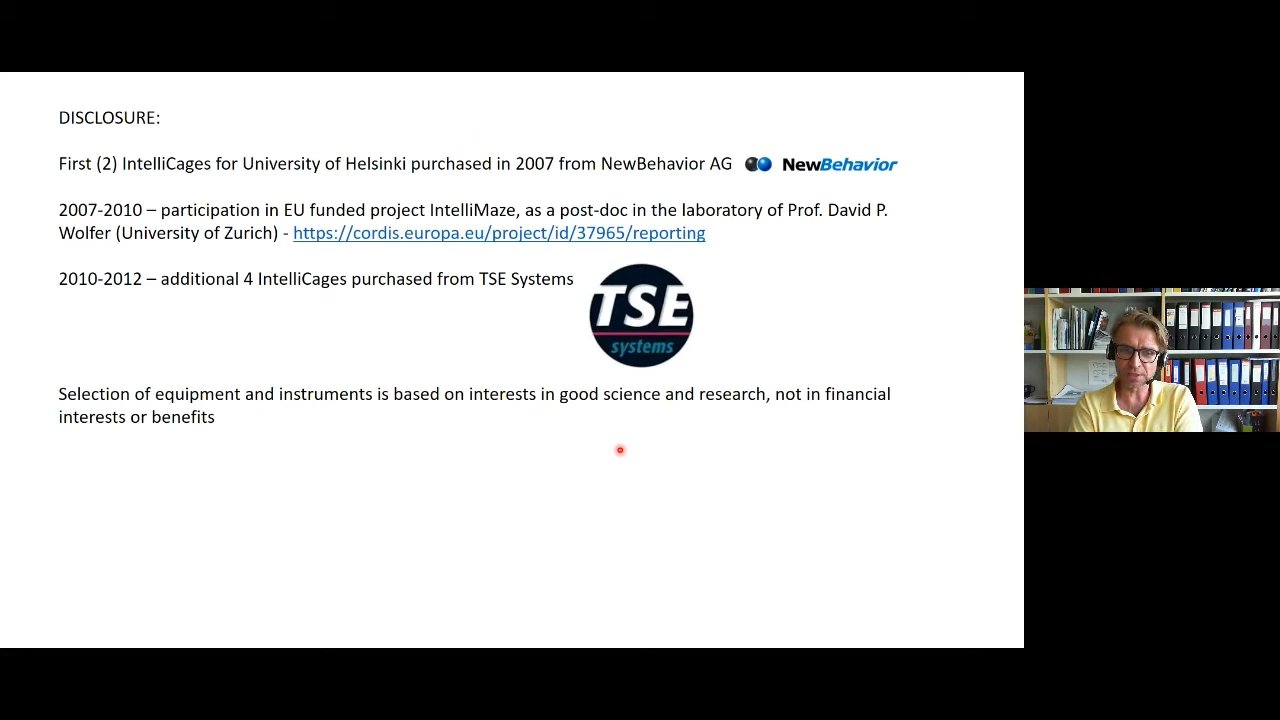 DISCLOSURE:
First (2) IntelliCages for University of Helsinki purchased in 2007 from NewBehavior AG NewBehavior
2007-2010 – participation in EU funded project IntelliMaze, as a post-doc in the laboratory of Prof. David P.
Wolfer (University of Zurich) - https://cordis.europa.eu/project/id/37965/reporting
2010-2012 – additional 4 IntelliCages purchased from TSE Systems
TSE
systems
Selection of equipment and instruments is based on interests in good science and research, not in financial
interests or benefits